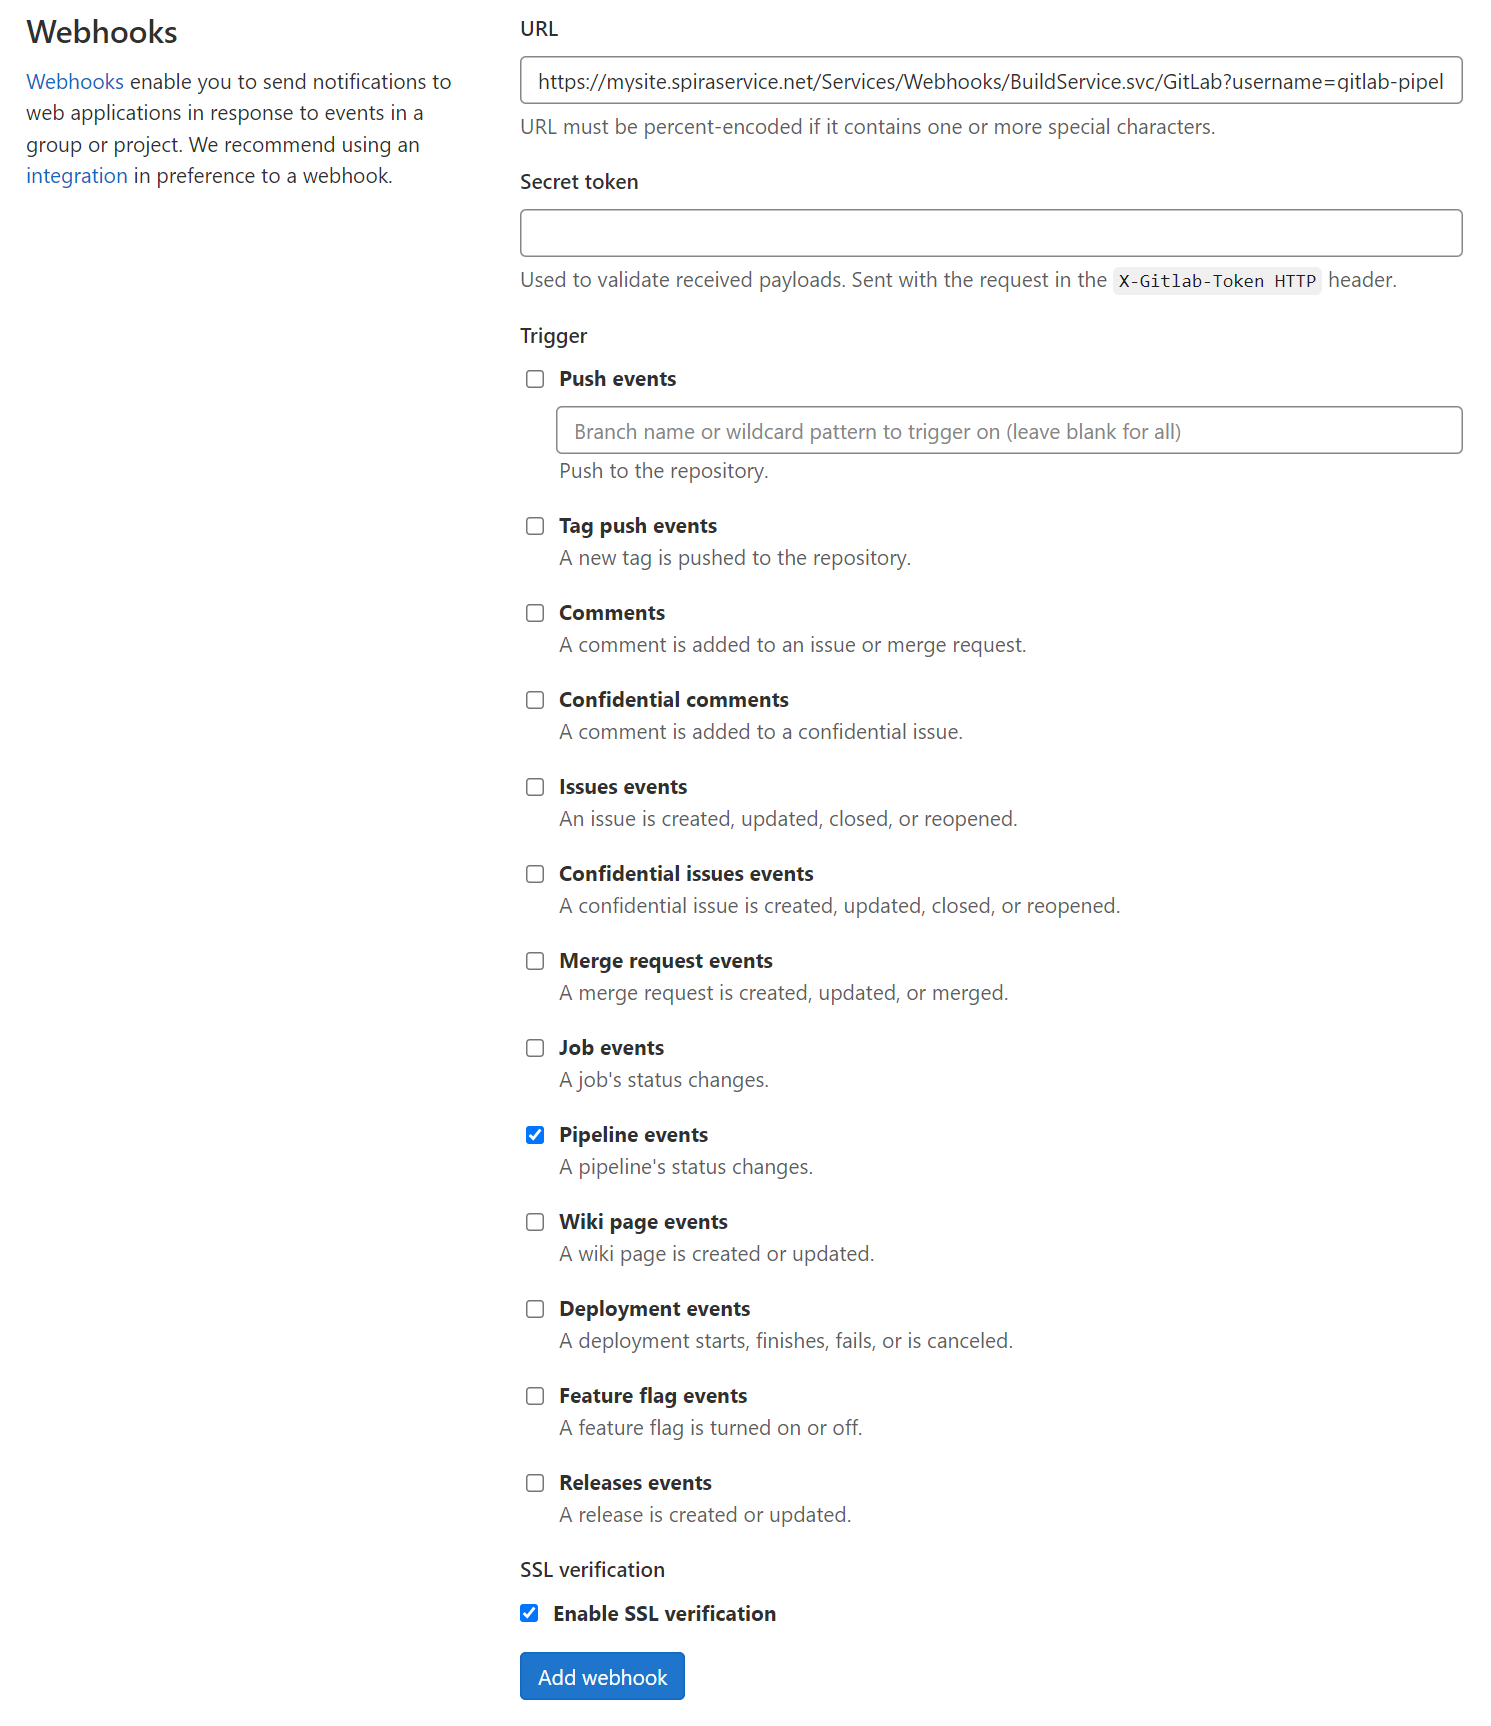 Webhooks
Webhooks enable you to send notifications to
web applications in response to events in a
group or project. We recommend using an
integration in preference to a webhook.
URL
https://mysite.spiraservice.net/Services/Webhooks/BuildService.svc/GitLab?username=gitlab-pipel
URL must be percent-encoded if it contains one or more special characters.
Secret token
Used to validate received payloads. Sent with the request in the X-Gitlab-Token HTTP header.
Trigger
Push events
Branch name or wildcard pattern to trigger on (leave blank for all)
Push to the repository.
Tag push events
A new tag is pushed to the repository.
Comments
A comment is added to an issue or merge request.
Confidential comments
A comment is added to a confidential issue.
Issues events
An issue is created, updated, closed, or reopened.
Confidential issues events
A confidential issue is created, updated, closed, or reopened.
Merge request events
A merge request is created, updated, or merged.
Job events
A job's status changes.
Pipeline events
A pipeline's status changes.
Wiki page events
A wiki page is created or updated.
Deployment events
A deployment starts, finishes, fails, or is canceled.
Feature flag events
A feature flag is turned on or off.
Releases events
A release is created or updated.
SSL verification
Enable SSL verification
Add webhook